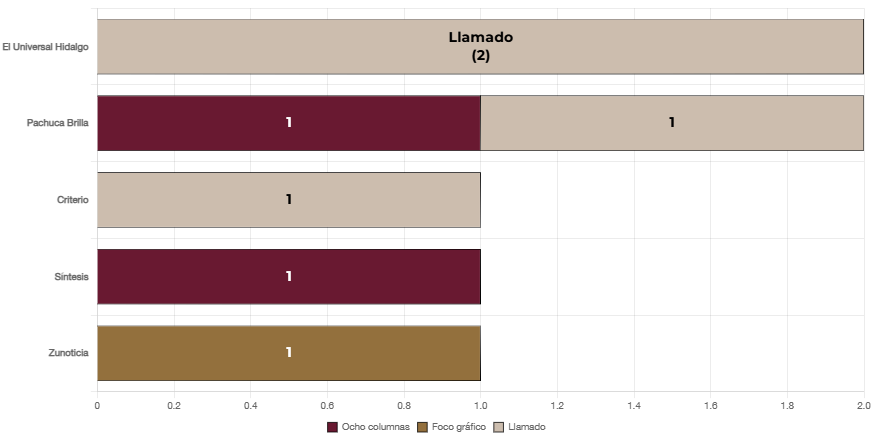 El Universal Hidalgo
Llamado
(2)
Pachuca Brilla
1
1
Criterio
1
Síntesis
1
Zunoticia
1
0 0.2 0.4 0.6 0.8 1.0 1.2 1.4 1.6 1.8 2.0
Ocho columnas Foco gráfico Llamado